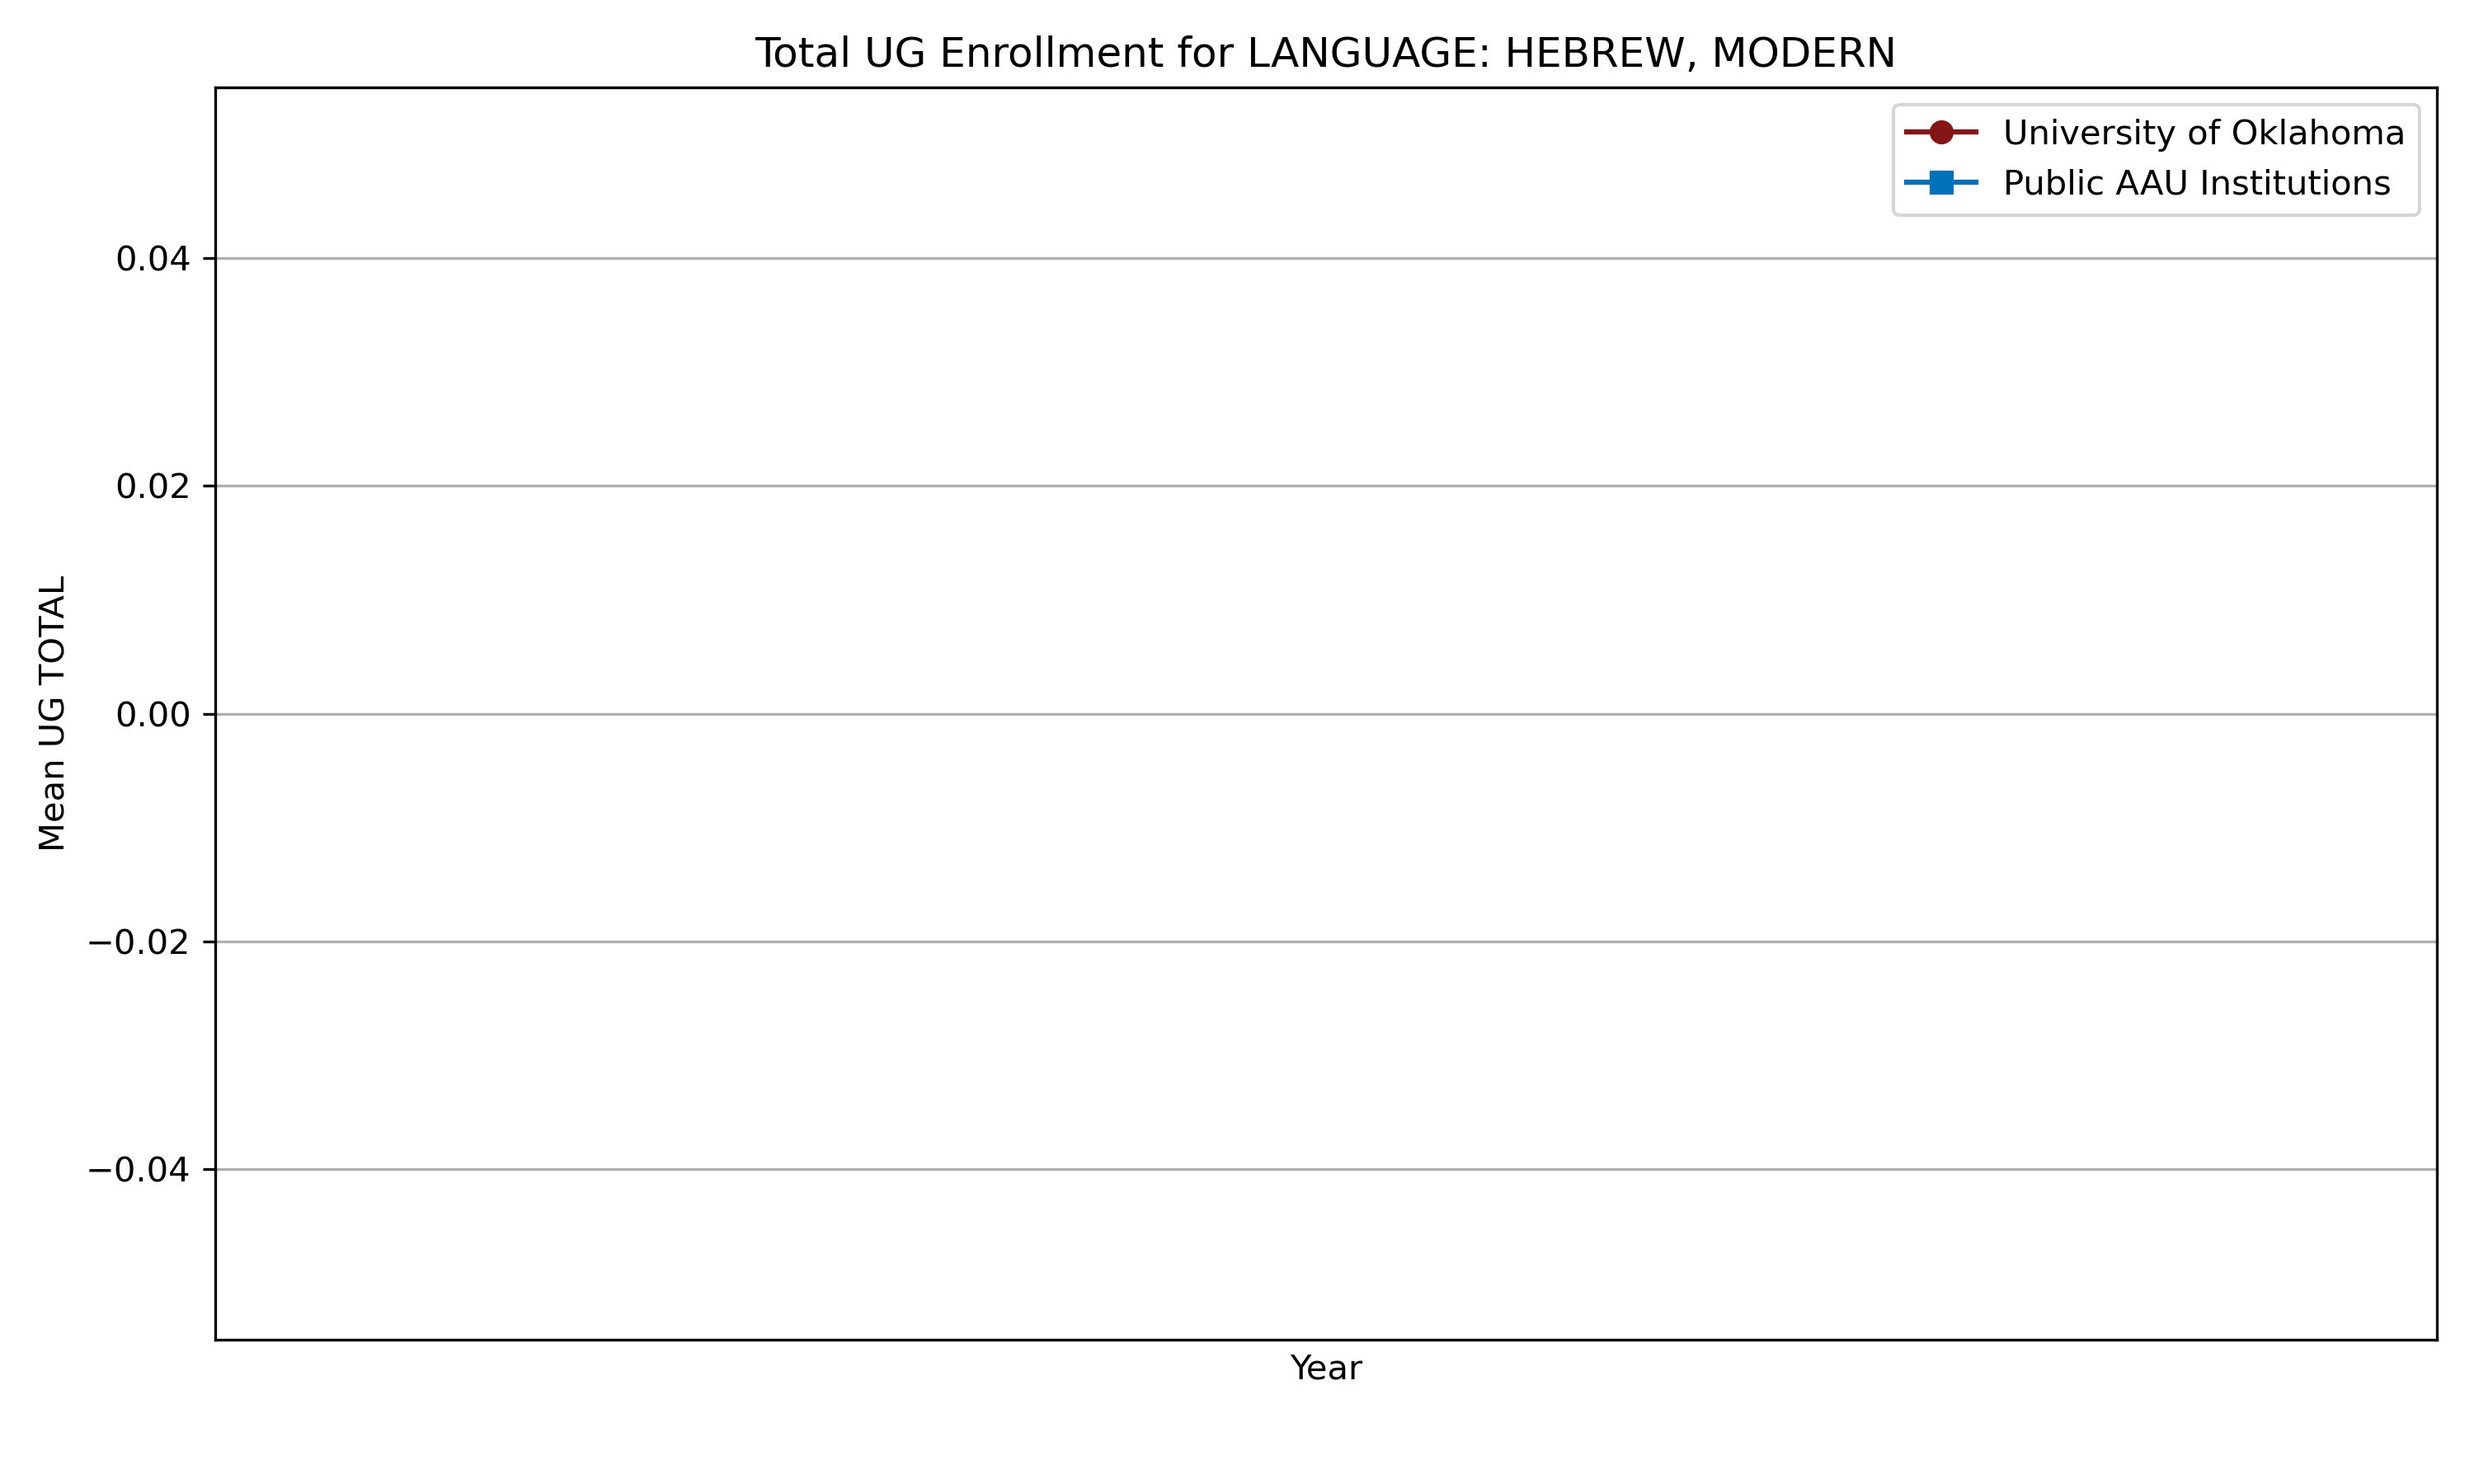 Total UG Enrollment for LANGUAGE: HEBREW, MODERN
University of Oklahoma
Public AAU Institutions
0.04
0.02
0.00
−0.02
−0.04
Mean UG TOTAL
Year